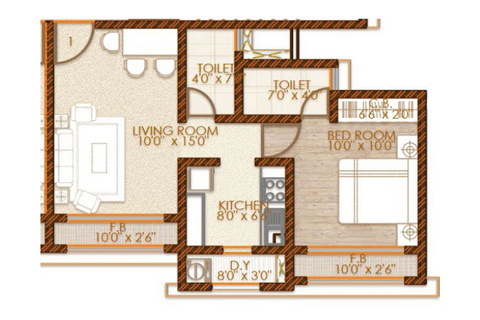 1
TOILET
4'0" x 7'
TOILET
7'0" x 4'0"
C.B.
6'6" x 2'0"
LIVING ROOM
10'0" x 15'0"
BED ROOM
10'0" x 10'0"
KITCHEN
8'0" x 6'6"
F.B
10'0" x 2'6"
D.Y
8'0" x 3'0"
F.B
10'0" x 2'6"